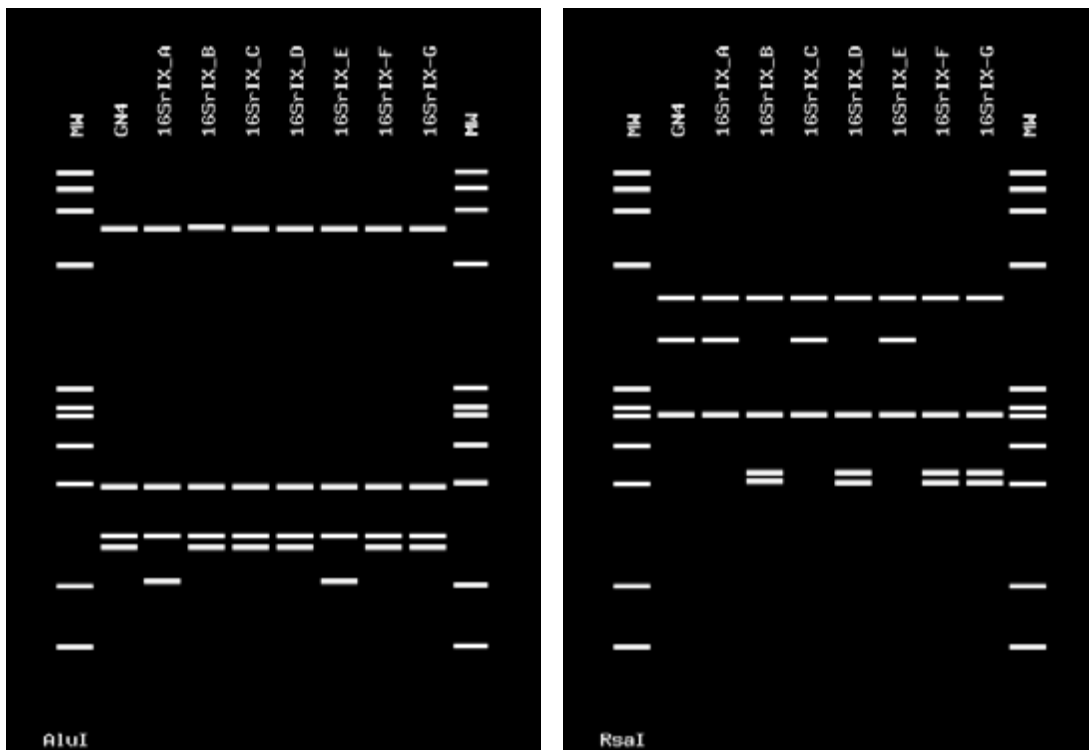 MW
GN4
16SrIX_A
16SrIX_B
16SrIX_C
16SrIX_D
16SrIX_E
16SrIX-F
16SrIX-G
MW
AluI
MW
GN4
16SrIX_A
16SrIX_B
16SrIX_C
16SrIX_D
16SrIX_E
16SrIX-F
16SrIX-G
MW
RsaI